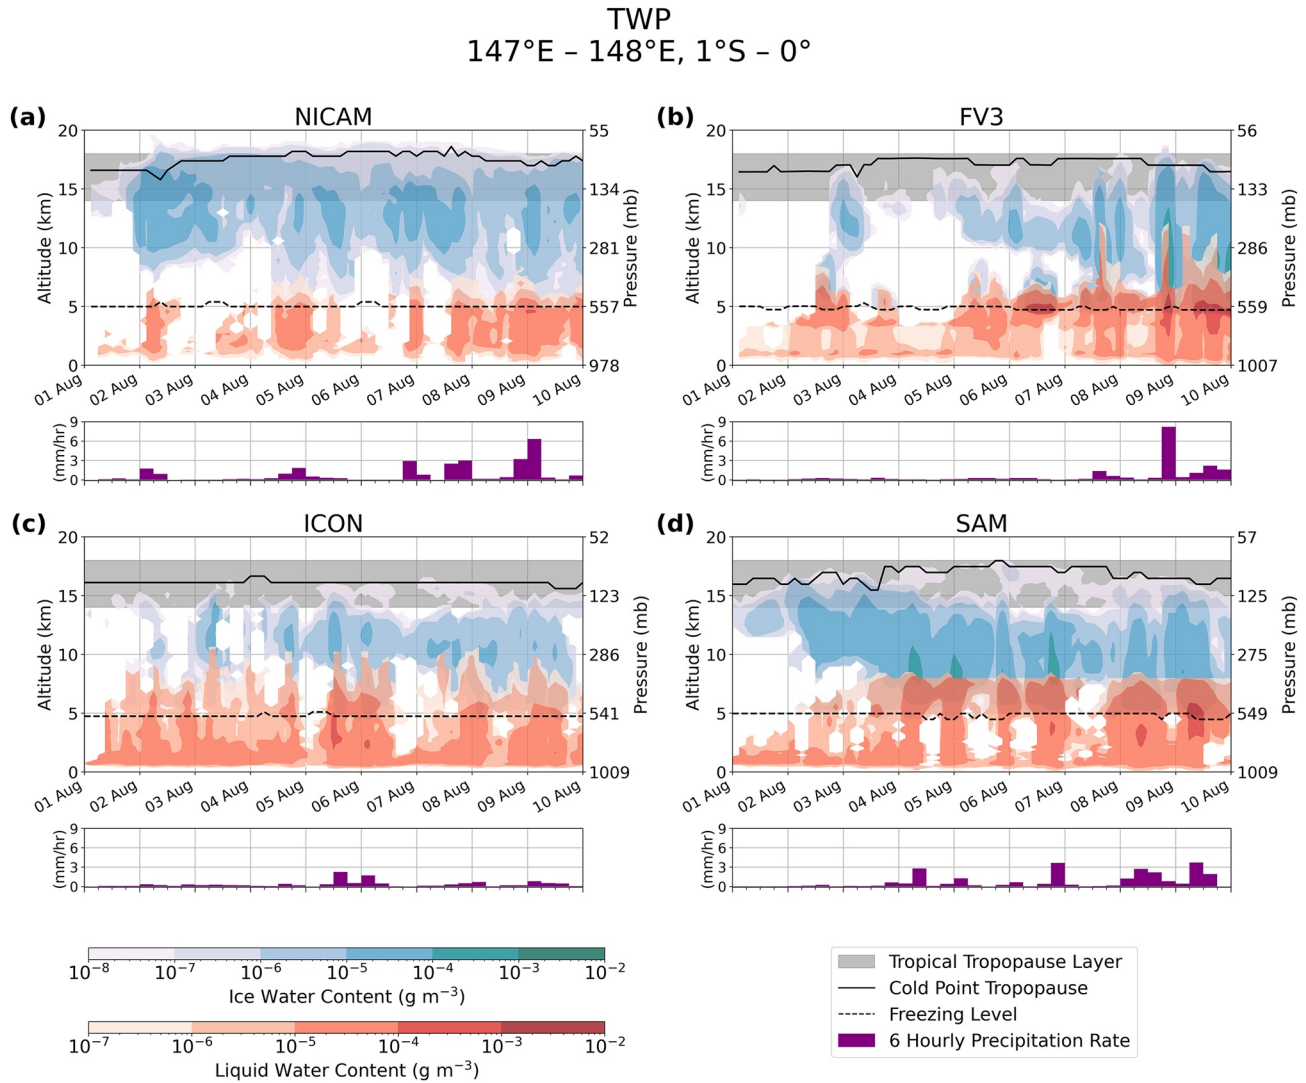 TWP
147°E – 148°E, 1°S – 0°
(a)
NICAM
Altitude (km)
20
15
10
5
0
55
134
281
557
978
Pressure (mb)
01 Aug
02 Aug
03 Aug
04 Aug
05 Aug
06 Aug
07 Aug
08 Aug
09 Aug
10 Aug
(mm/hr)
9
6
3
0
(b)
FV3
Altitude (km)
20
15
10
5
0
56
133
286
559
1007
Pressure (mb)
01 Aug
02 Aug
03 Aug
04 Aug
05 Aug
06 Aug
07 Aug
08 Aug
09 Aug
10 Aug
(mm/hr)
9
6
3
0
(c)
ICON
Altitude (km)
20
15
10
5
0
52
123
286
541
1009
Pressure (mb)
01 Aug
02 Aug
03 Aug
04 Aug
05 Aug
06 Aug
07 Aug
08 Aug
09 Aug
10 Aug
(mm/hr)
9
6
3
0
(d)
SAM
Altitude (km)
20
15
10
5
0
57
125
275
549
1009
Pressure (mb)
01 Aug
02 Aug
03 Aug
04 Aug
05 Aug
06 Aug
07 Aug
08 Aug
09 Aug
10 Aug
(mm/hr)
9
6
3
0
10⁻⁸ 10⁻⁷ 10⁻⁶ 10⁻⁵ 10⁻⁴ 10⁻³ 10⁻²
Ice Water Content (g m⁻³)
10⁻⁷ 10⁻⁶ 10⁻⁵ 10⁻⁴ 10⁻³ 10⁻²
Liquid Water Content (g m⁻³)
Tropical Tropopause Layer
Cold Point Tropopause
Freezing Level
6 Hourly Precipitation Rate